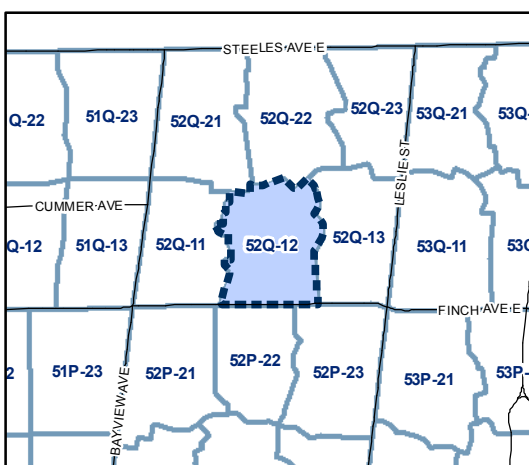 STEELES AVE E
Q-22
51Q-23
52Q-21
52Q-22
52Q-23
53Q-21
53Q-
LESLIE ST
CUMMER AVE
Q-12
51Q-13
52Q-11
52Q-12
52Q-13
53Q-11
53Q
FINCH AVE E
2
51P-23
52P-21
52P-22
52P-23
53P-21
53P-
BAYVIEW AVE